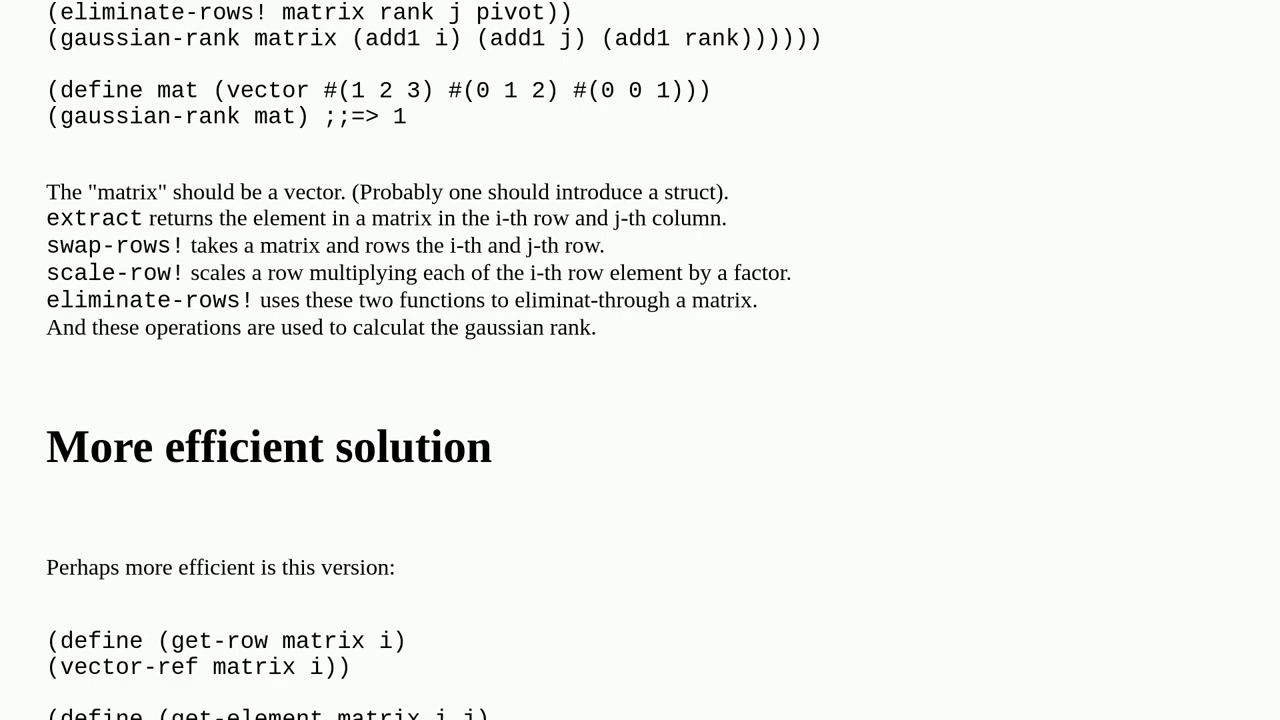 (eliminate-rows! matrix rank j pivot))
(gaussian-rank matrix (add1 i) (add1 j) (add1 rank))))))
(define mat (vector #(1 2 3) #(0 1 2) #(0 0 1)))
(gaussian-rank mat) ;;=> 1
The "matrix" should be a vector. (Probably one should introduce a struct).
extract returns the element in a matrix in the i-th row and j-th column.
swap-rows! takes a matrix and rows the i-th and j-th row.
scale-row! scales a row multiplying each of the i-th row element by a factor.
eliminate-rows! uses these two functions to eliminat-through a matrix.
And these operations are used to calculat the gaussian rank.
More efficient solution
Perhaps more efficient is this version:
(define (get-row matrix i)
(vector-ref matrix i))
(define (get-element matrix i j)